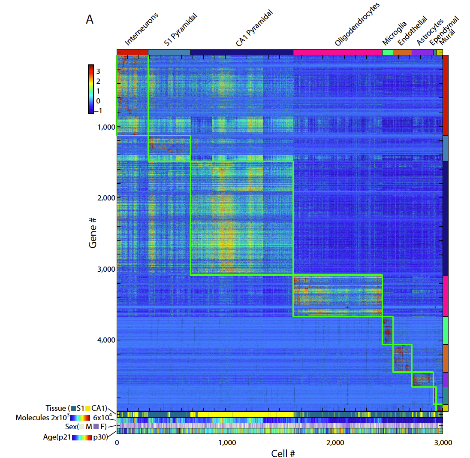 A
Interneurons
S1 Pyramidal
CA1 Pyramidal
Oligodendrocytes
Microglia
Endothelial
Astrocytes
Ependymal
Mural
3
2
1
0
−1
1,000
2,000
3,000
4,000
Gene #
Tissue ( S1 CA1)
Molecules 2x10³ 6x10⁴
Sex( M F)
Age(p21 p30)
0 1,000 2,000 3,000
Cell #